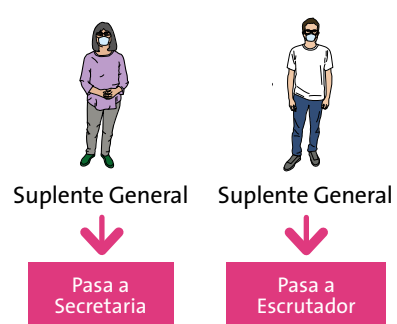 Suplente General
Suplente General
Pasa a
Secretaria
Pasa a
Escrutador